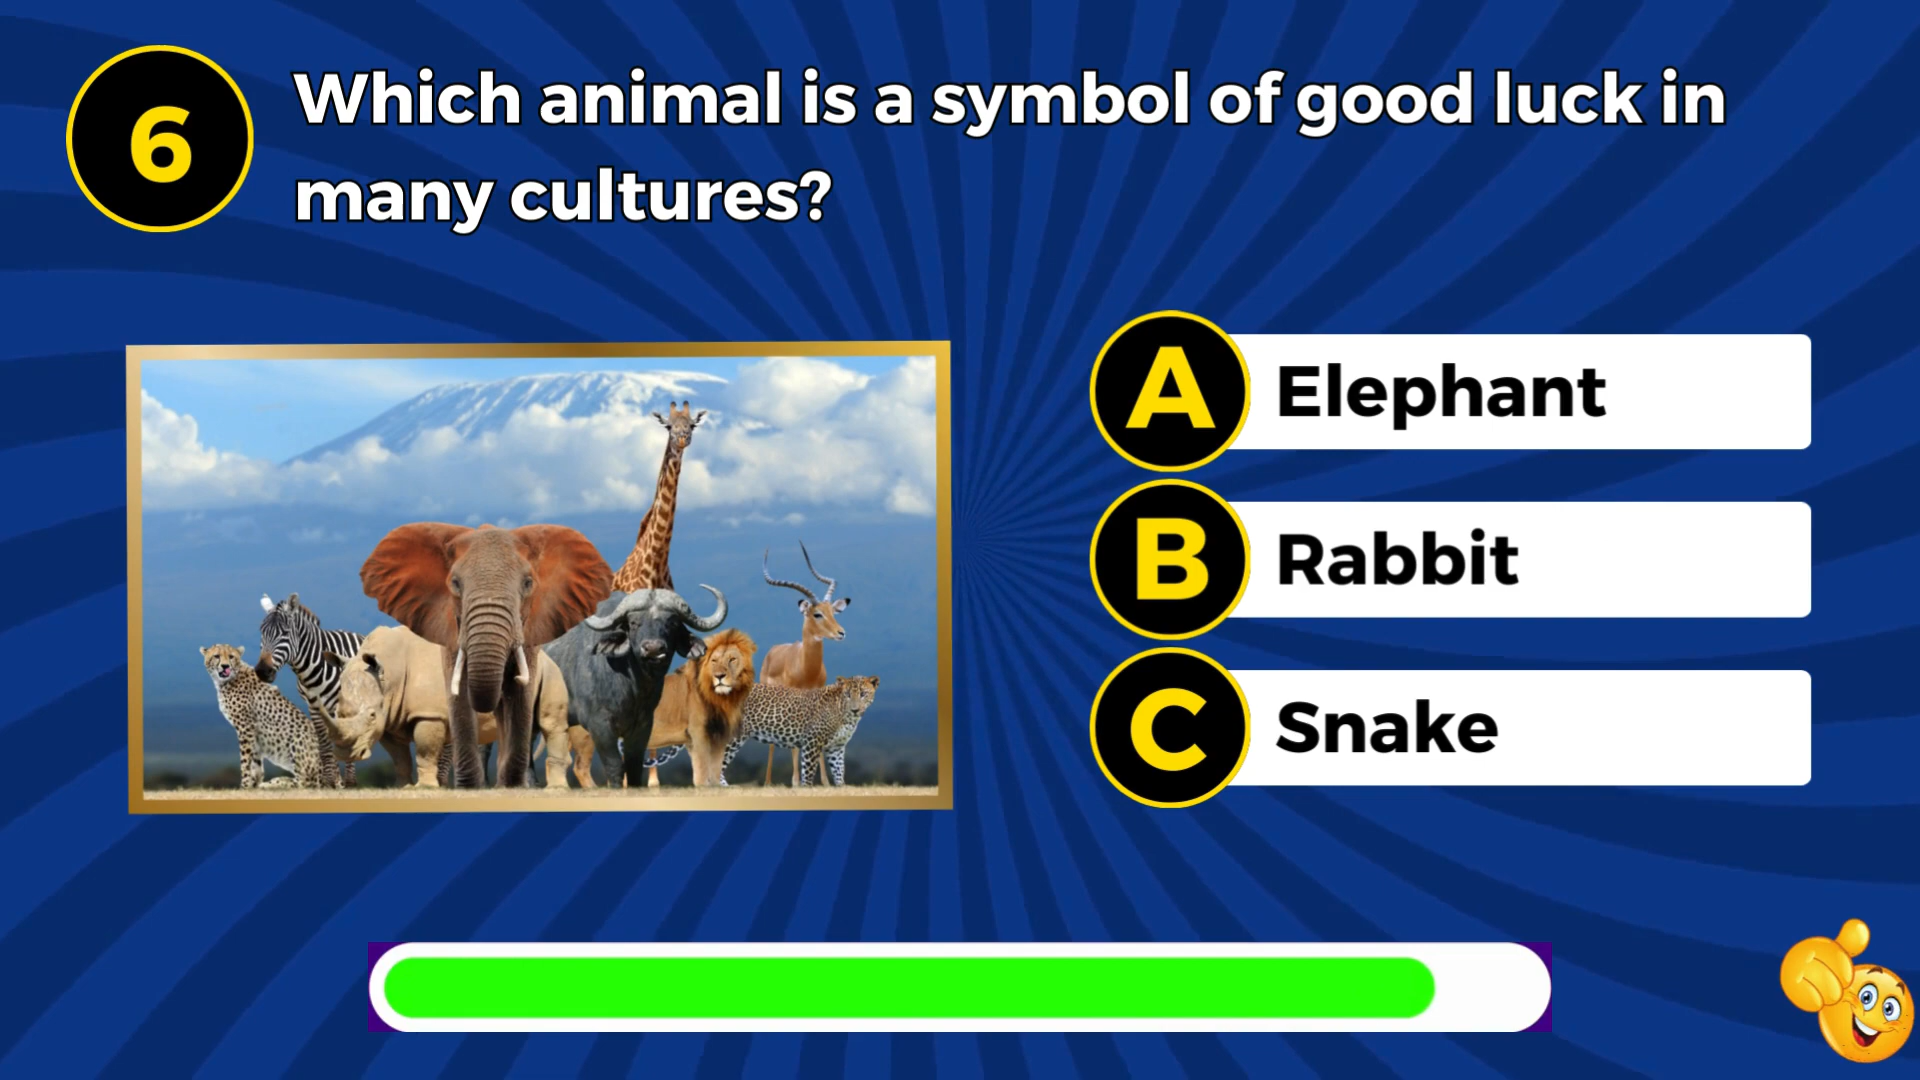 6
Which animal is a symbol of good luck in
many cultures?
A Elephant
B Rabbit
C Snake